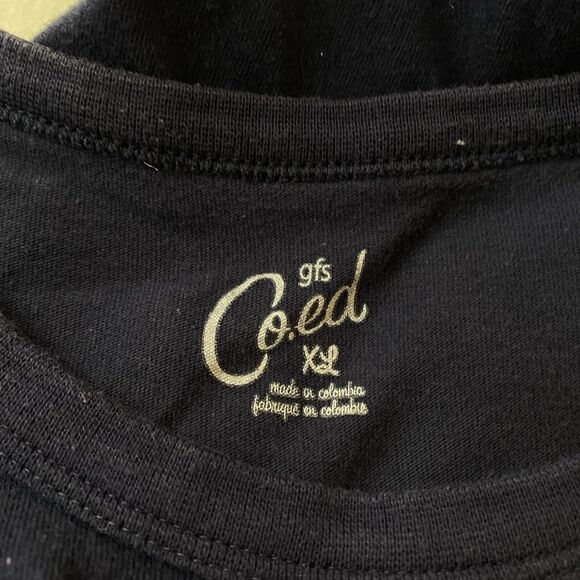 gfs
Co.ed
XL
made in colombia
fabriqué en colombie